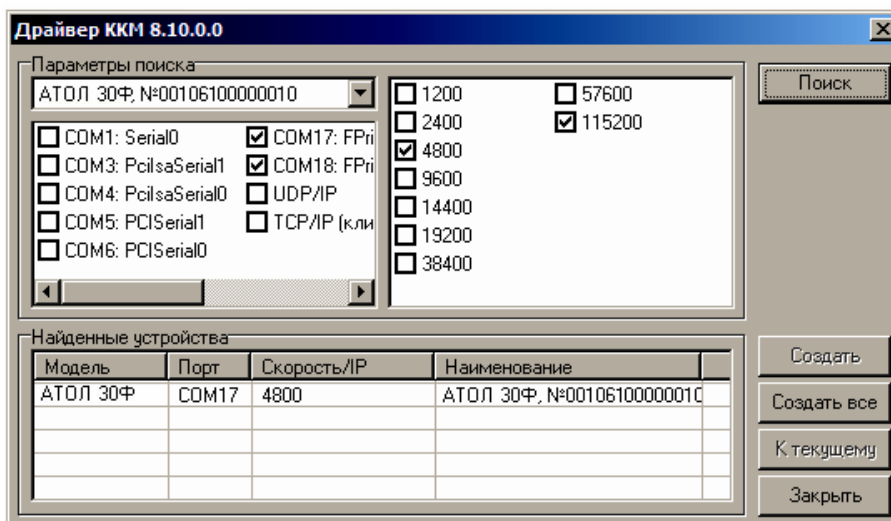 Драйвер ККМ 8.10.0.0
Параметры поиска
АТОЛ 30Ф, №00106100000010
COM1: Serial0
COM3: PciIsaSerial1
COM4: PciIsaSerial0
COM5: PCISerial1
COM6: PCISerial0
COM17: FPri
COM18: FPri
UDP/IP
TCP/IP (кли
1200
2400
4800
9600
14400
19200
38400
57600
115200
Поиск
Найденные устройства
Модель Порт Скорость/IP Наименование
АТОЛ 30Ф COM17 4800 АТОЛ 30Ф, №00106100000010
Создать
Создать все
К текущему
Закрыть